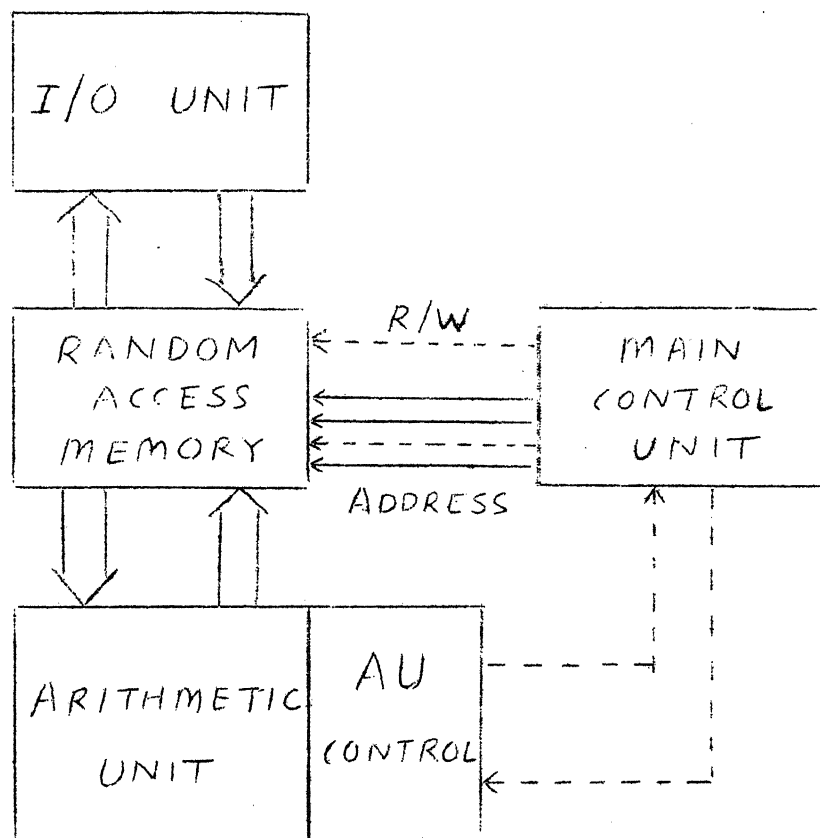 I/O UNIT
R/W
RANDOM
ACCESS
MEMORY
MAIN
CONTROL
UNIT
ADDRESS
ARITHMETIC
UNIT
AU
CONTROL